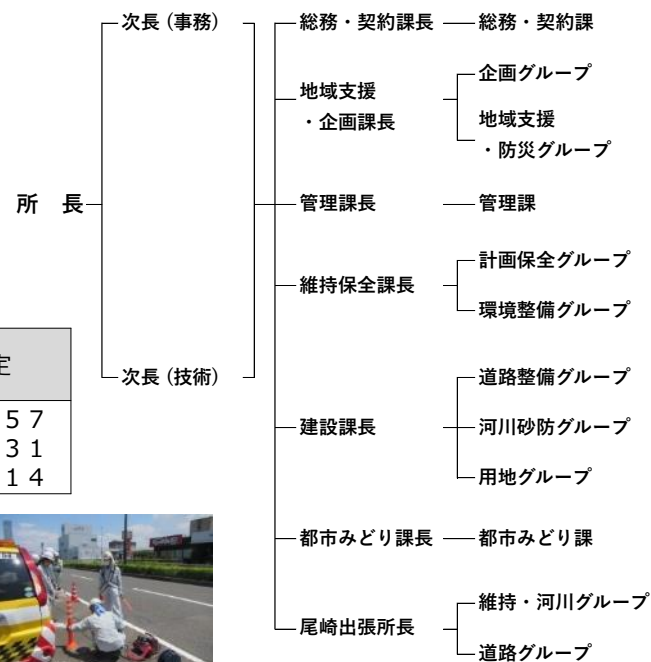 次長 (事務)
総務・契約課長
総務・契約課
地域支援
・企画課長
企画グループ
地域支援
・防災グループ
所　長
管理課長
管理課
維持保全課長
計画保全グループ
環境整備グループ
定
次長 (技術)
５７
３１
１４
建設課長
道路整備グループ
河川砂防グループ
用地グループ
都市みどり課長
都市みどり課
尾崎出張所長
維持・河川グループ
道路グループ